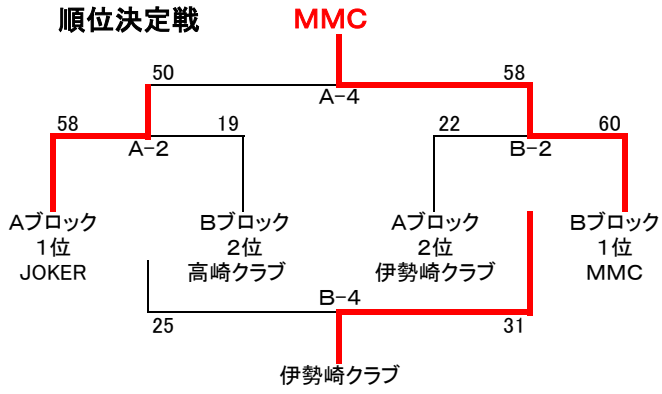 順位決定戦 MMC
50 58
A-4
58 19 22 60
A-2 B-2
Aブロック Bブロック Aブロック Bブロック
1位 2位 2位 1位
JOKER 高崎クラブ 伊勢崎クラブ MMC
B-4
25 31
伊勢崎クラブ